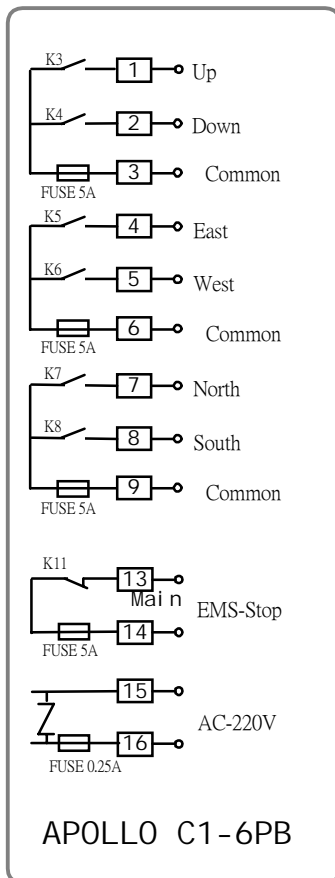 K3 1 Up
K4 2 Down
3 Common
FUSE 5A
K5 4 East
K6 5 West
6 Common
FUSE 5A
K7 7 North
K8 8 South
9 Common
FUSE 5A
K11 13
Main
EMS-Stop
14
FUSE 5A
15
AC-220V
16
FUSE 0.25A
APOLLO C1-6PB